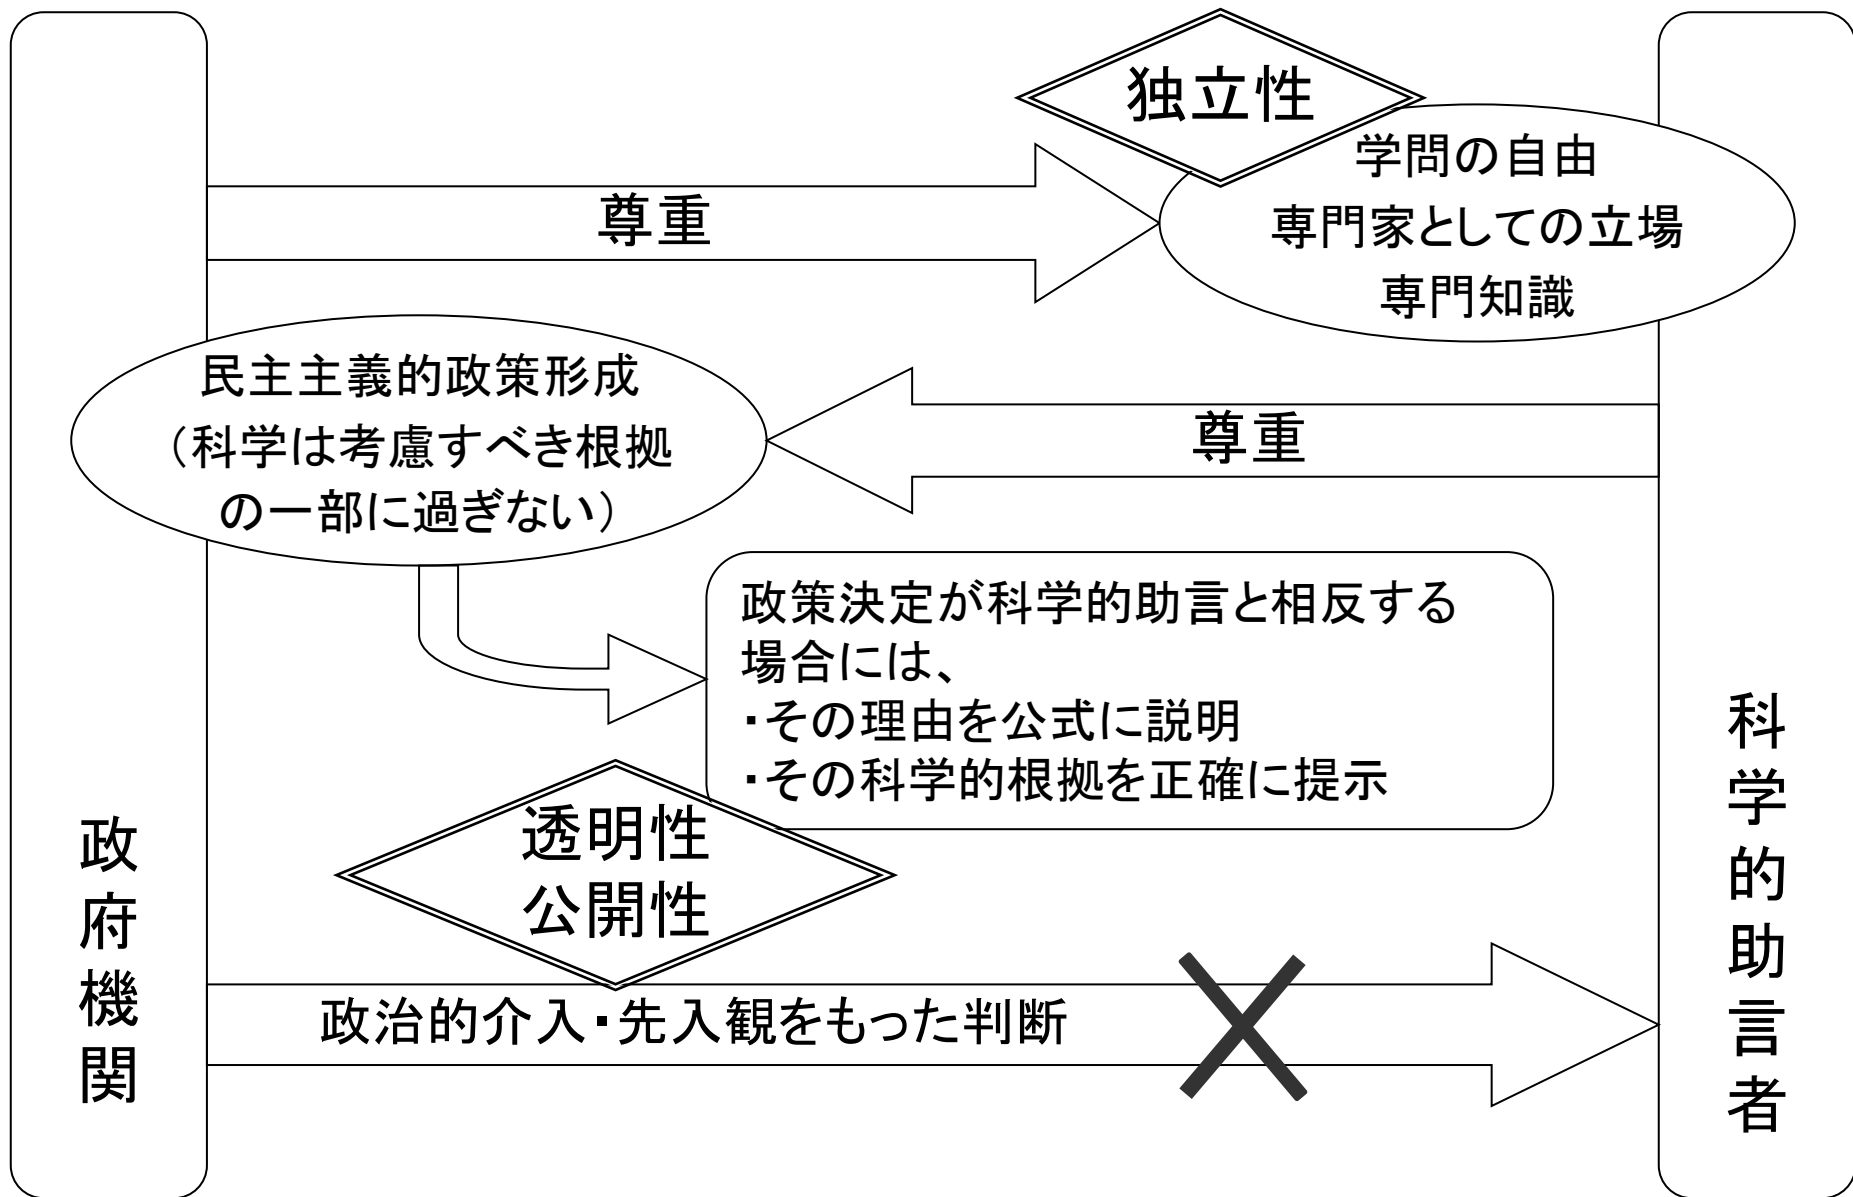 独立性
学問の自由
専門家としての立場
専門知識
尊重
民主主義的政策形成
（科学は考慮すべき根拠
の一部に過ぎない）
尊重
政策決定が科学的助言と相反する
場合には、
・その理由を公式に説明
・その科学的根拠を正確に提示
透明性
公開性
政治的介入・先入観をもった判断
政府機関
科学的助言者